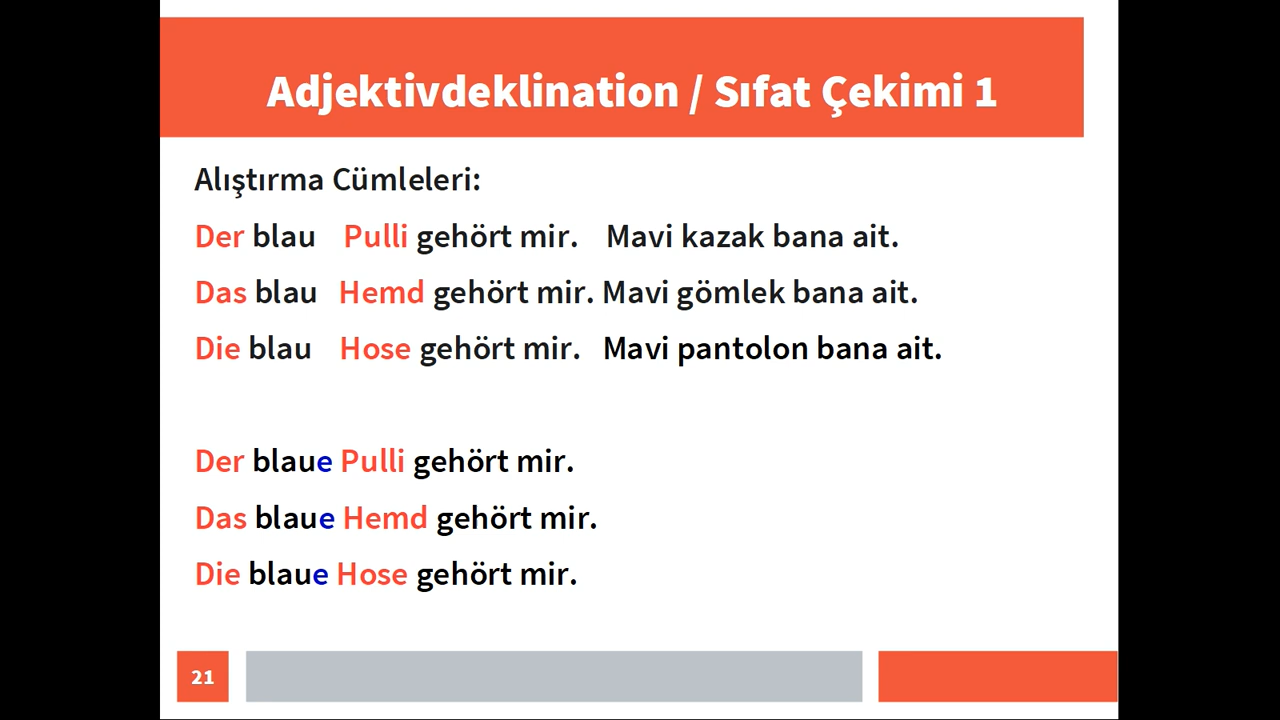 Adjektivdeklination / Sıfat Çekimi 1
Alıştırma Cümleleri:
Der blau Pulli gehört mir. Mavi kazak bana ait.
Das blau Hemd gehört mir. Mavi gömlek bana ait.
Die blau Hose gehört mir. Mavi pantolon bana ait.
Der blaue Pulli gehört mir.
Das blaue Hemd gehört mir.
Die blaue Hose gehört mir.
21